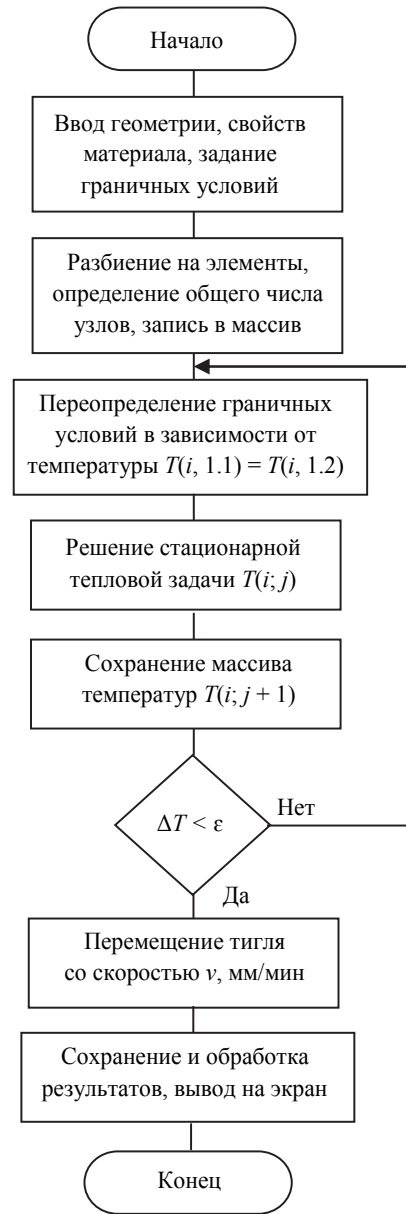 Начало
Ввод геометрии, свойств
материала, задание
граничных условий
Разбиение на элементы,
определение общего числа
узлов, запись в массив
Переопределение граничных
условий в зависимости от
температуры T(i, 1.1) = T(i, 1.2)
Решение стационарной
тепловой задачи T(i; j)
Сохранение массива
температур T(i; j + 1)
ΔT < ε
Нет
Да
Перемещение тигля
со скоростью v, мм/мин
Сохранение и обработка
результатов, вывод на экран
Конец